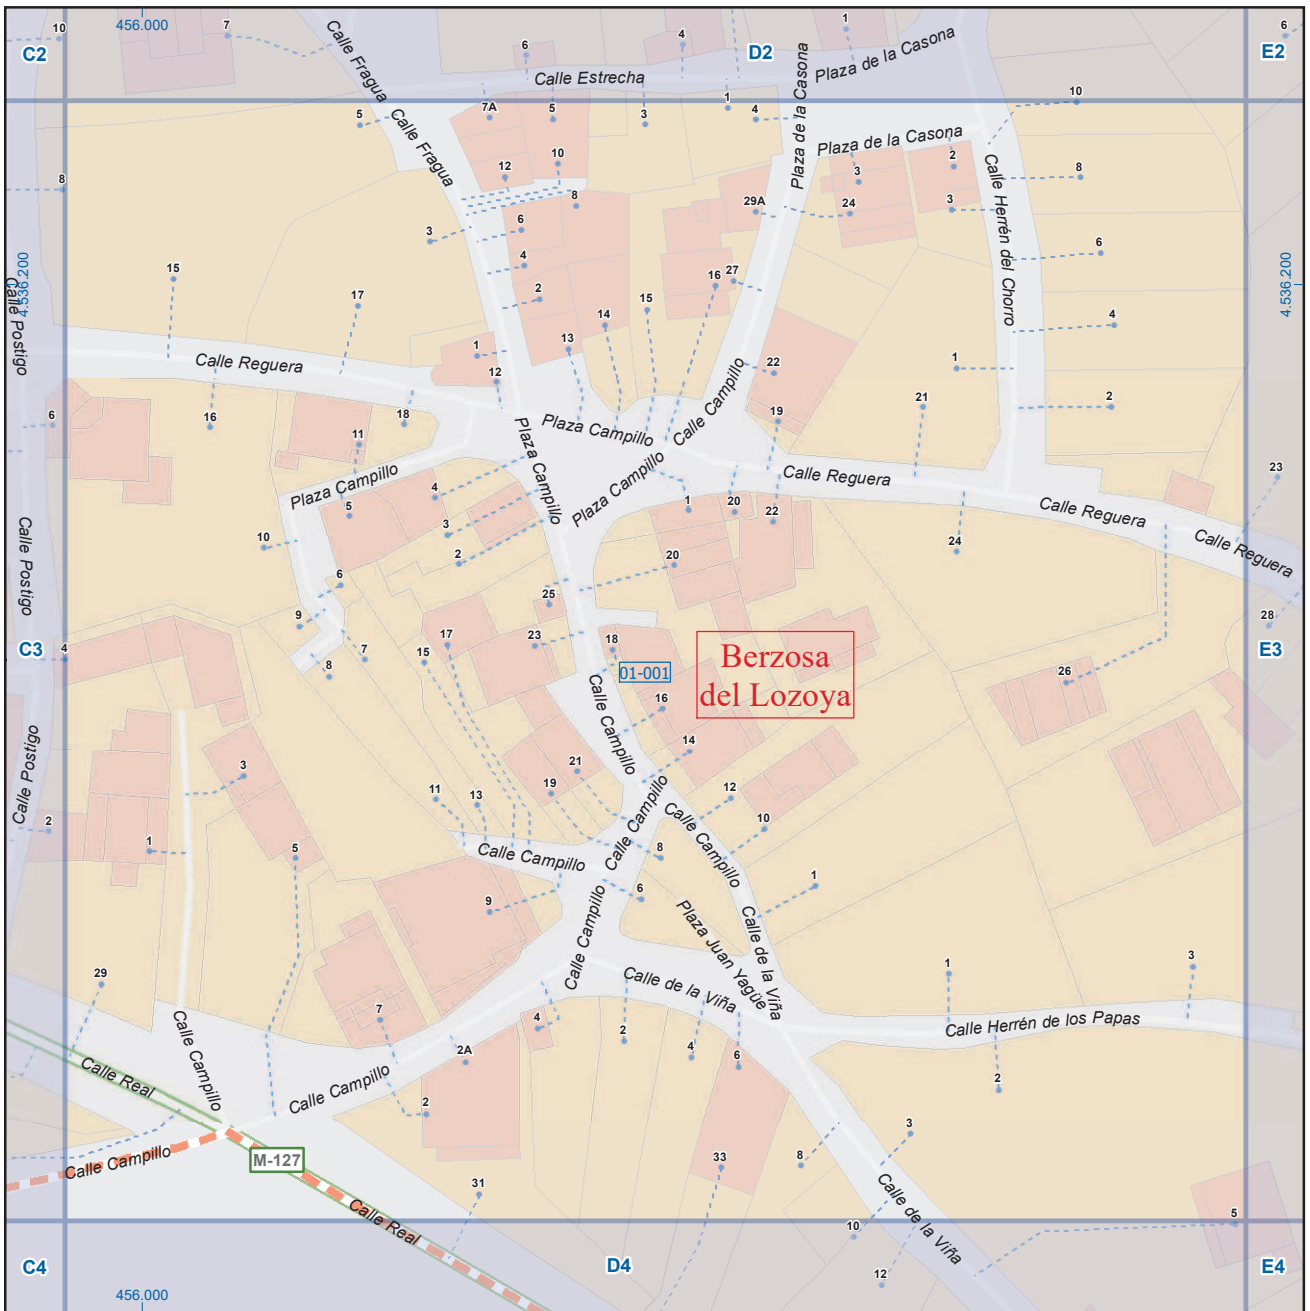 456.000
C2
D2
E2
10
7
6
4
1
6
Calle Fragua
Calle Estrecha
Plaza de la Casona
Plaza de la Casona
Plaza de la Casona
Calle Fragua
5
7A
5
3
1
4
10
12
10
3
2
8
8
8
29A
24
3
Calle Herrén del Chorro
3
6
4
6
4.536.200
4.536.200
Calle Postigo
15
17
2
14
15
16
27
4
13
1
12
22
1
2
Calle Reguera
Calle Campillo
6
16
18
11
Plaza Campillo
19
21
Plaza Campillo
Plaza Campillo
Plaza Campillo
Calle Reguera
23
4
5
3
2
1
20
22
24
Calle Reguera
Calle Reguera
Calle Postigo
10
6
20
25
9
28
C3
4
8
7
15
17
23
18
01-001
Berzosa
del Lozoya
26
E3
16
14
Calle Campillo
Calle Postigo
3
11
13
21
19
12
10
2
1
5
Calle Campillo
Calle Campillo
Calle Campillo
8
6
1
9
Plaza Juan Yagüe
Calle de la Viña
Calle Campillo
29
1
3
Calle de la Viña
7
4
2
2A
4
6
Calle Herrén de los Papas
Calle Campillo
Calle Real
Calle Campillo
2
2
3
M-127
Calle Campillo
33
8
31
Calle Real
Calle de la Viña
10
5
12
C4
D4
E4
456.000